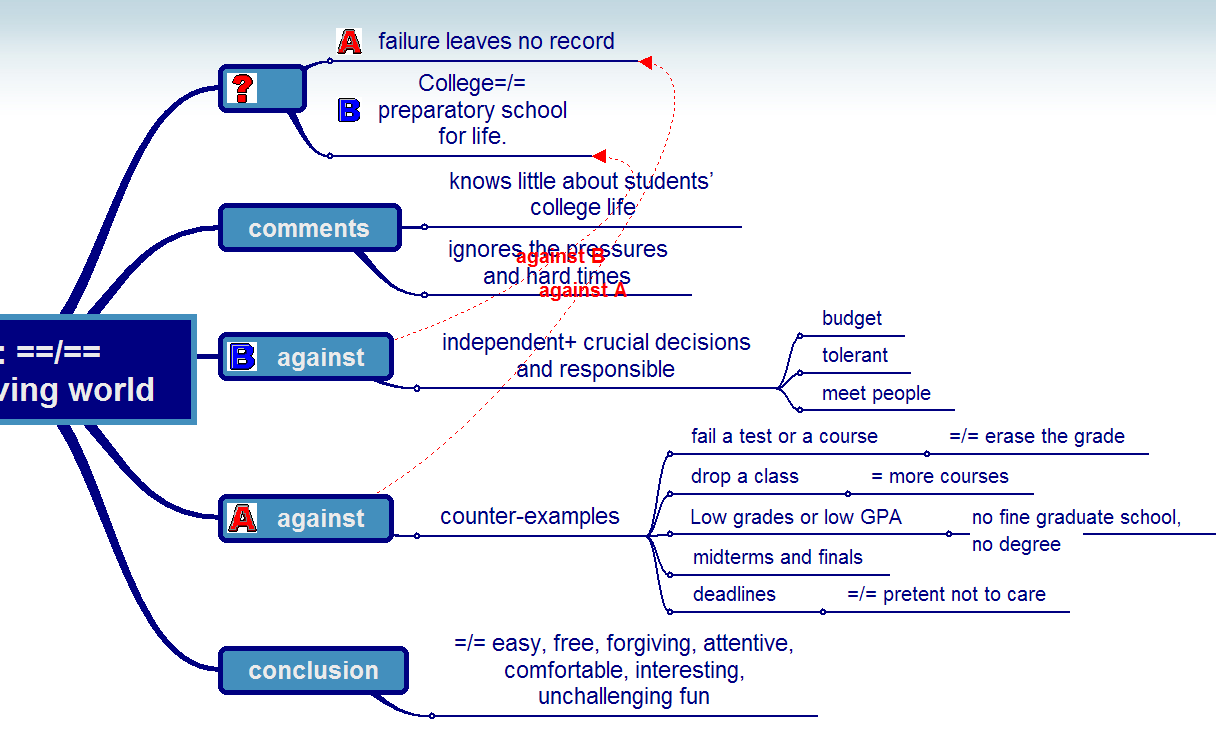 A failure leaves no record
?
College=/=
B preparatory school
for life.
knows little about students’
college life
comments
ignores the pressures
and hard times
against B
against A
: ==/==
ving world
B against
independent+ crucial decisions
and responsible
budget
tolerant
meet people
A against
counter-examples
fail a test or a course =/= erase the grade
drop a class = more courses
Low grades or low GPA no fine graduate school,
no degree
midterms and finals
deadlines =/= pretent not to care
conclusion
=/= easy, free, forgiving, attentive,
comfortable, interesting,
unchallenging fun